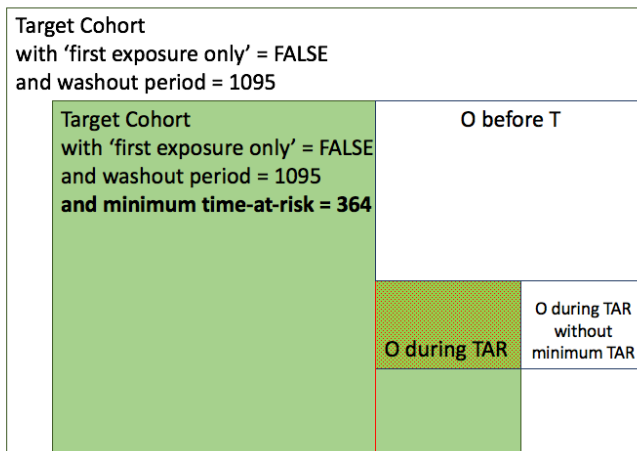 Target Cohort
with ‘first exposure only’ = FALSE
and washout period = 1095
Target Cohort
with ‘first exposure only’ = FALSE
and washout period = 1095
and minimum time-at-risk = 364
O before T
O during TAR
O during TAR
without
minimum TAR